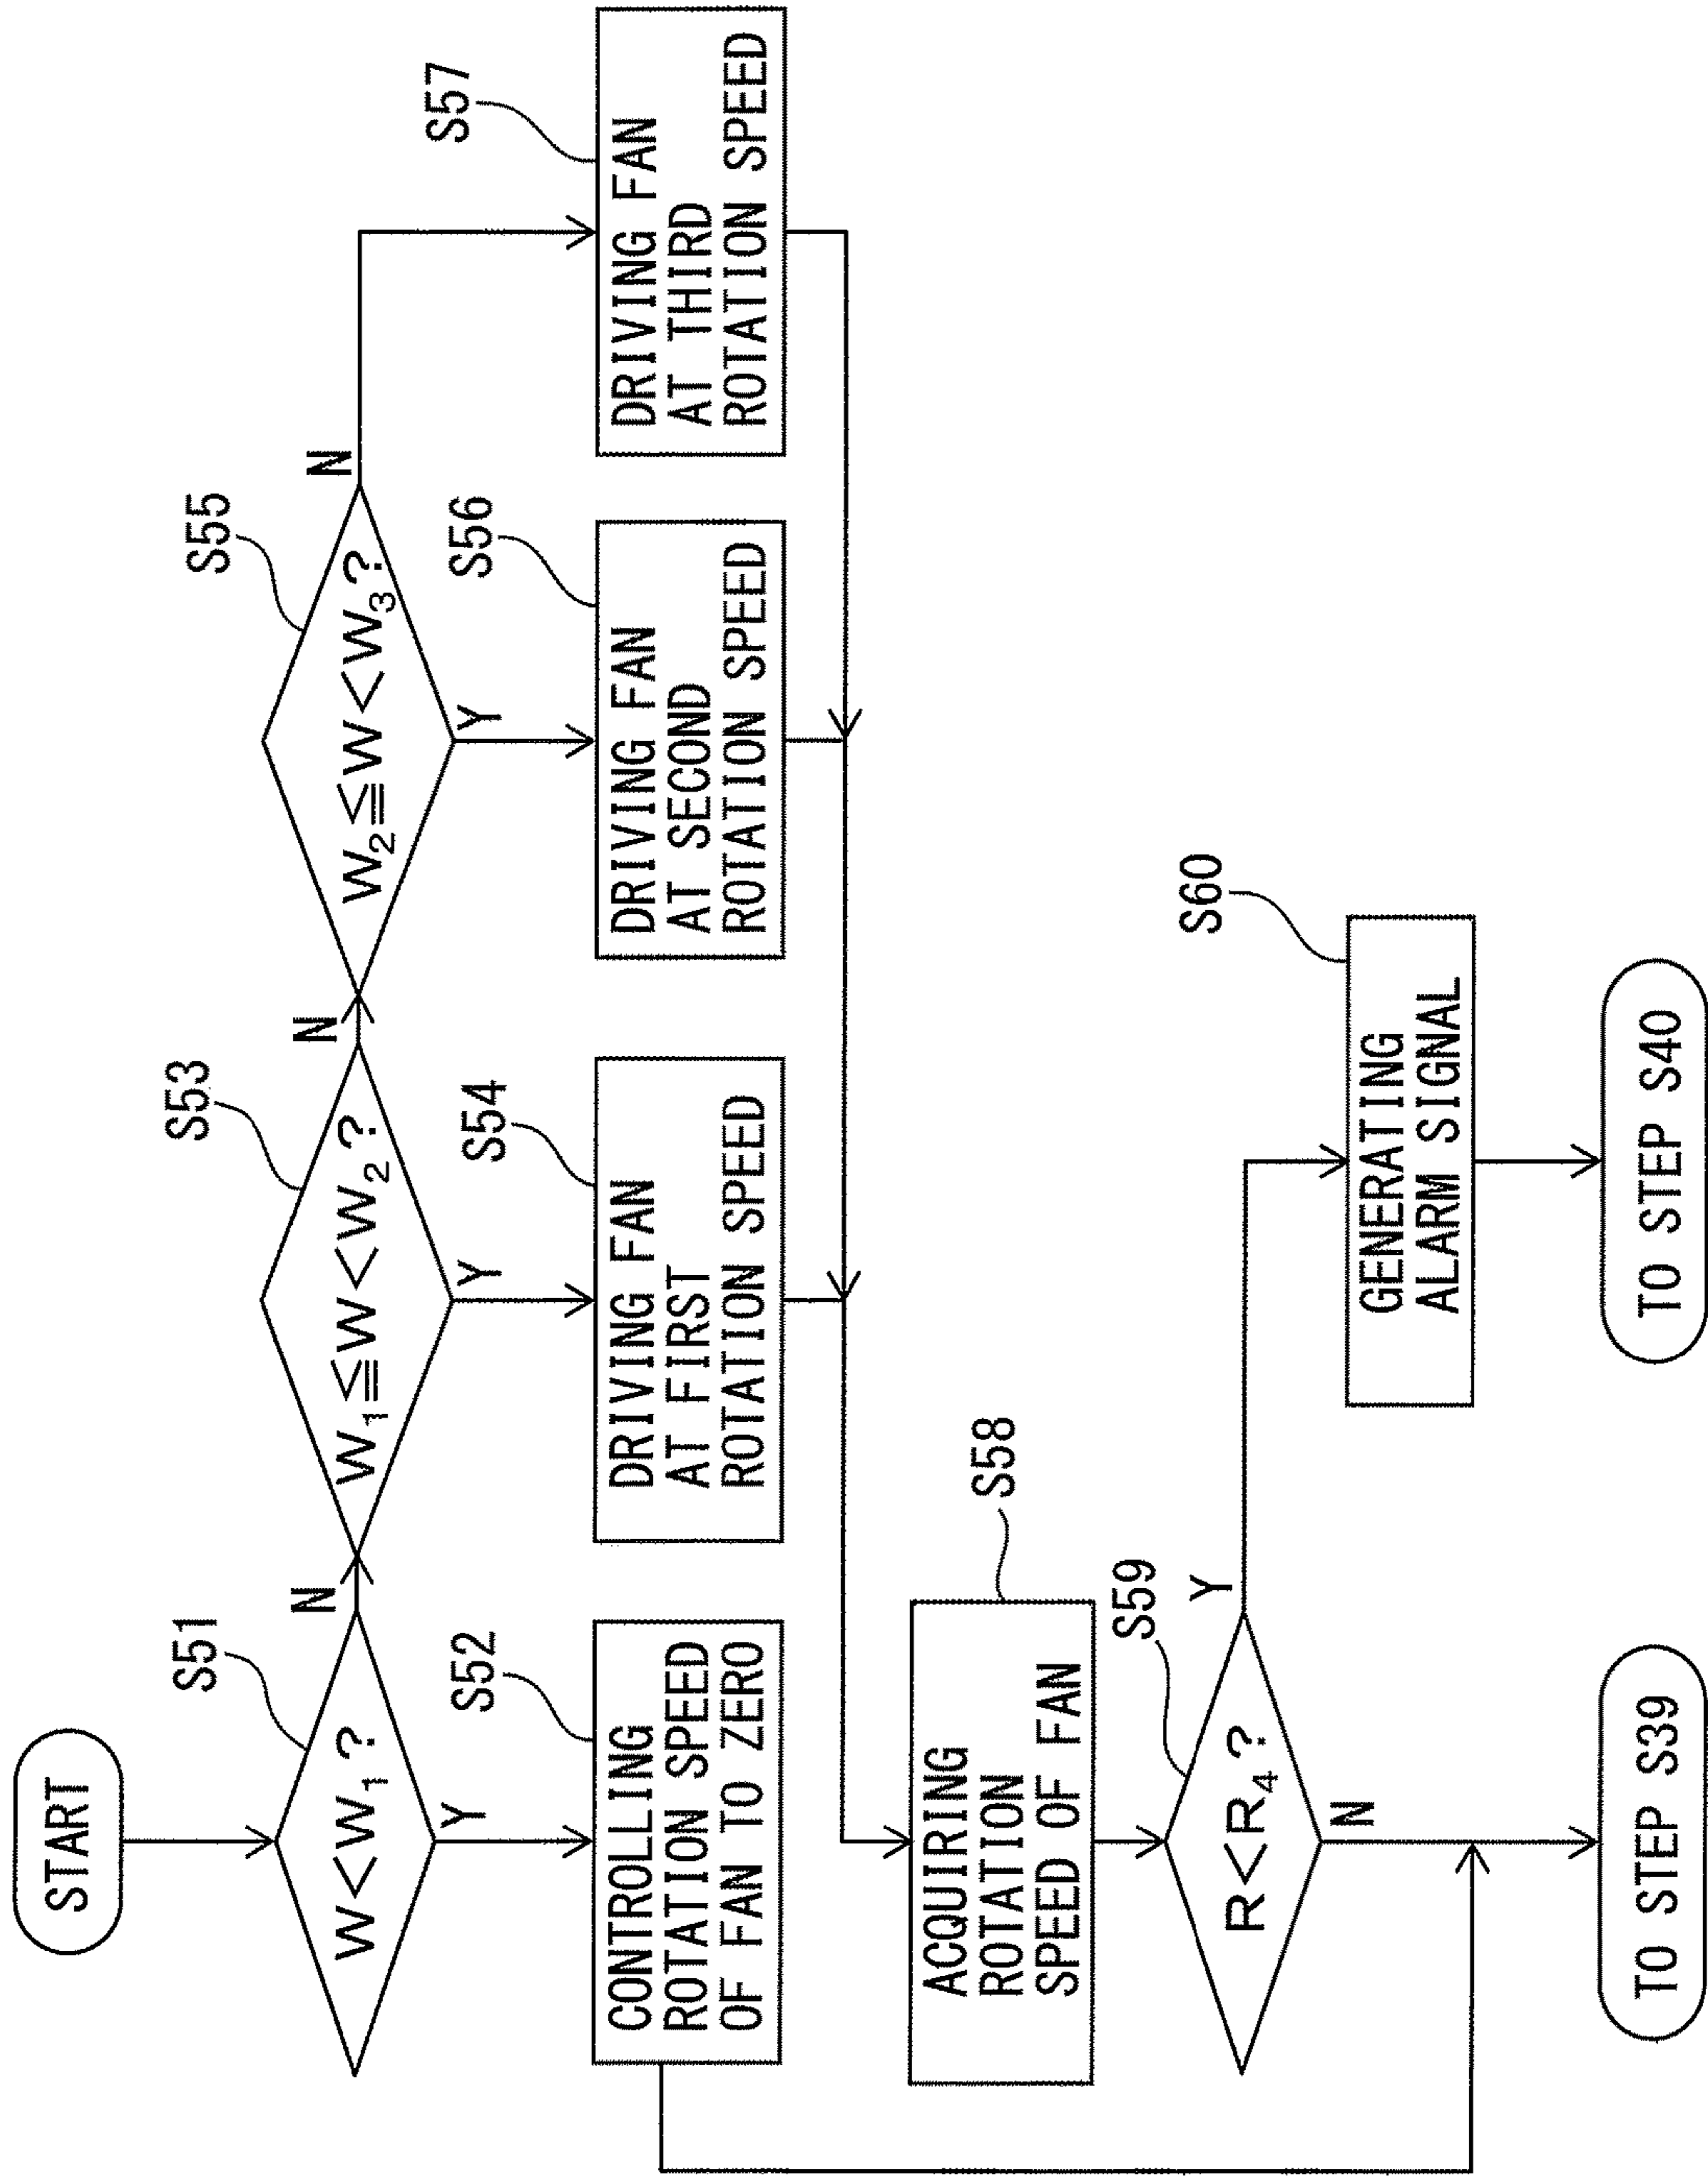 START
S51
W<W₁?
N
Y
S52
CONTROLLING
ROTATION SPEED
OF FAN TO ZERO
S53
W₁≦W<W₂?
N
Y
S54
DRIVING FAN
AT FIRST
ROTATION SPEED
S55
W₂≦W<W₃?
N
Y
S56
DRIVING FAN
AT SECOND
ROTATION SPEED
S57
DRIVING FAN
AT THIRD
ROTATION SPEED
S58
ACQUIRING
ROTATION
SPEED OF FAN
S59
R<R₄?
Y
N
S60
GENERATING
ALARM SIGNAL
TO STEP S39
TO STEP S40